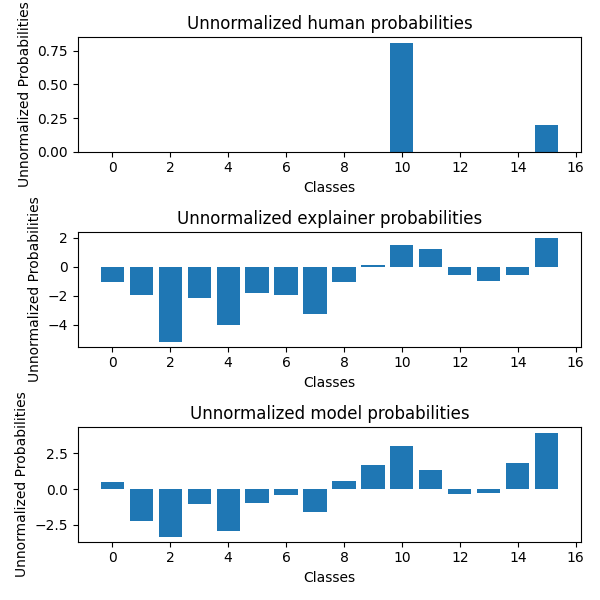 Unnormalized human probabilities
Unnormalized Probabilities
0.75
0.50
0.25
0.00
0 2 4 6 8 10 12 14 16
Classes
Unnormalized explainer probabilities
Unnormalized Probabilities
2
0
−2
−4
0 2 4 6 8 10 12 14 16
Classes
Unnormalized model probabilities
Unnormalized Probabilities
2.5
0.0
−2.5
0 2 4 6 8 10 12 14 16
Classes